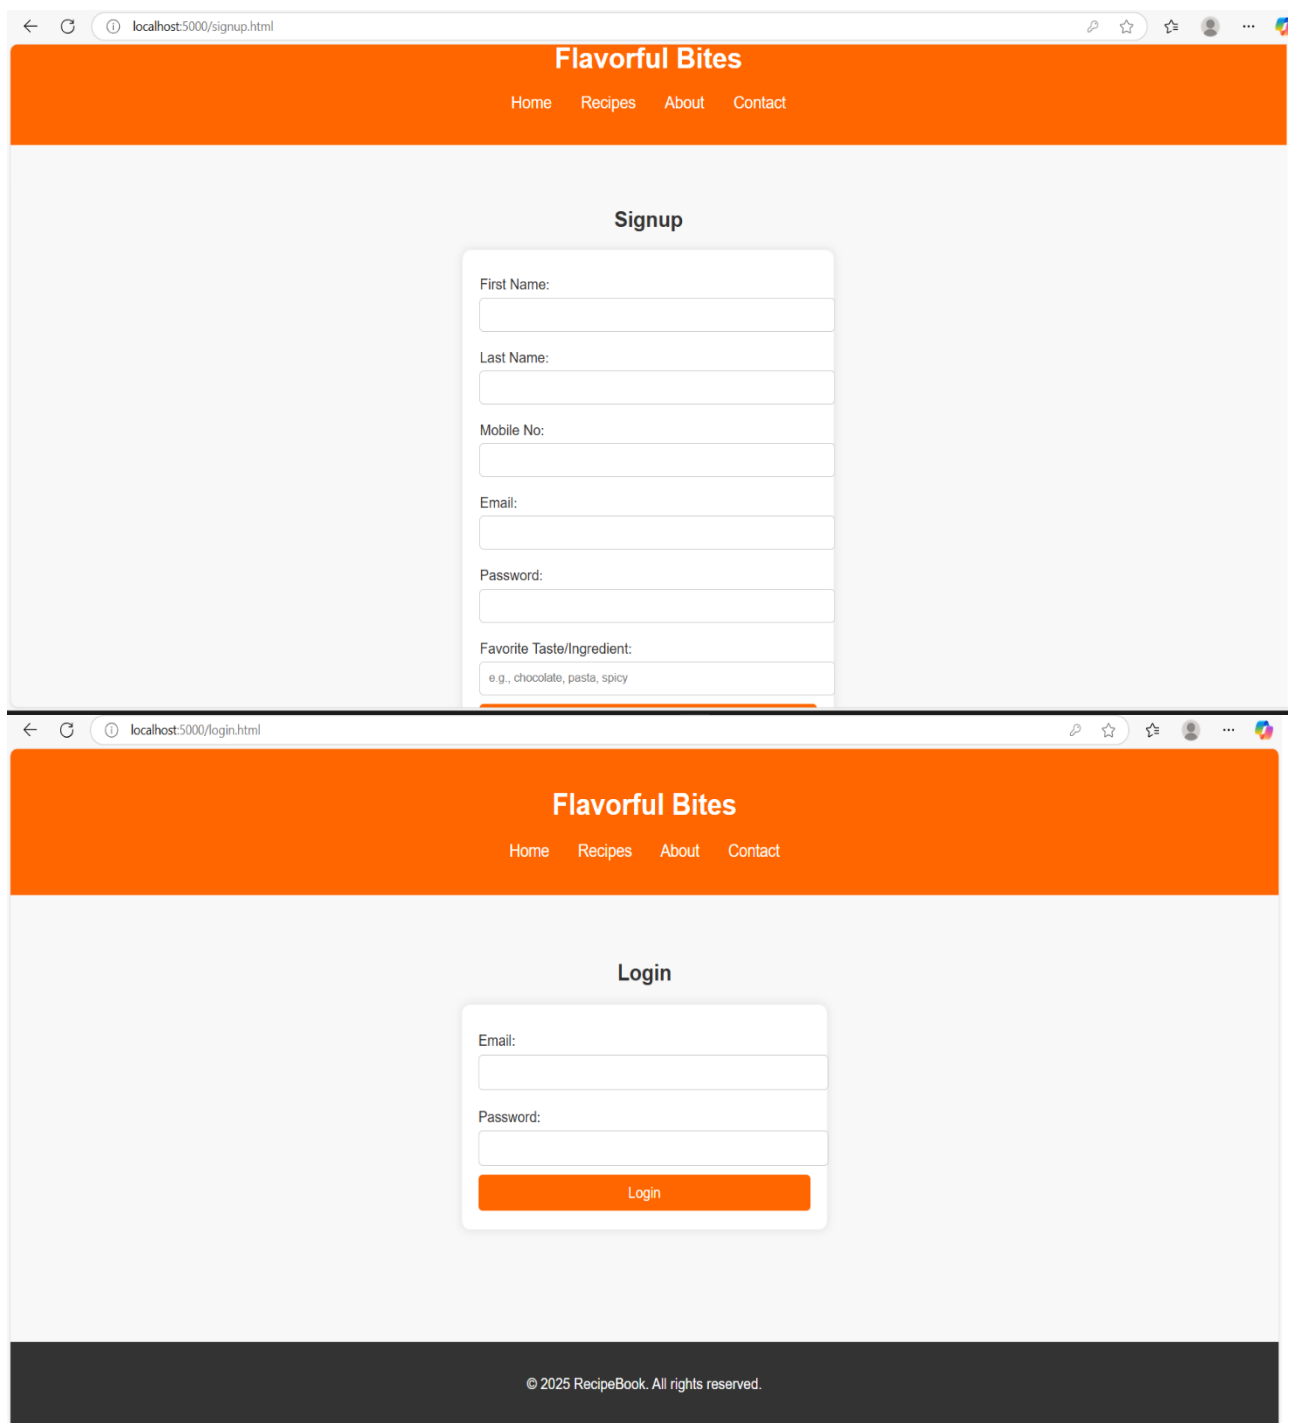 localhost:5000/signup.html
Flavorful Bites
Home Recipes About Contact
Signup
First Name:
Last Name:
Mobile No:
Email:
Password:
Favorite Taste/Ingredient:
e.g., chocolate, pasta, spicy
localhost:5000/login.html
Flavorful Bites
Home Recipes About Contact
Login
Email:
Password:
Login
© 2025 RecipeBook. All rights reserved.